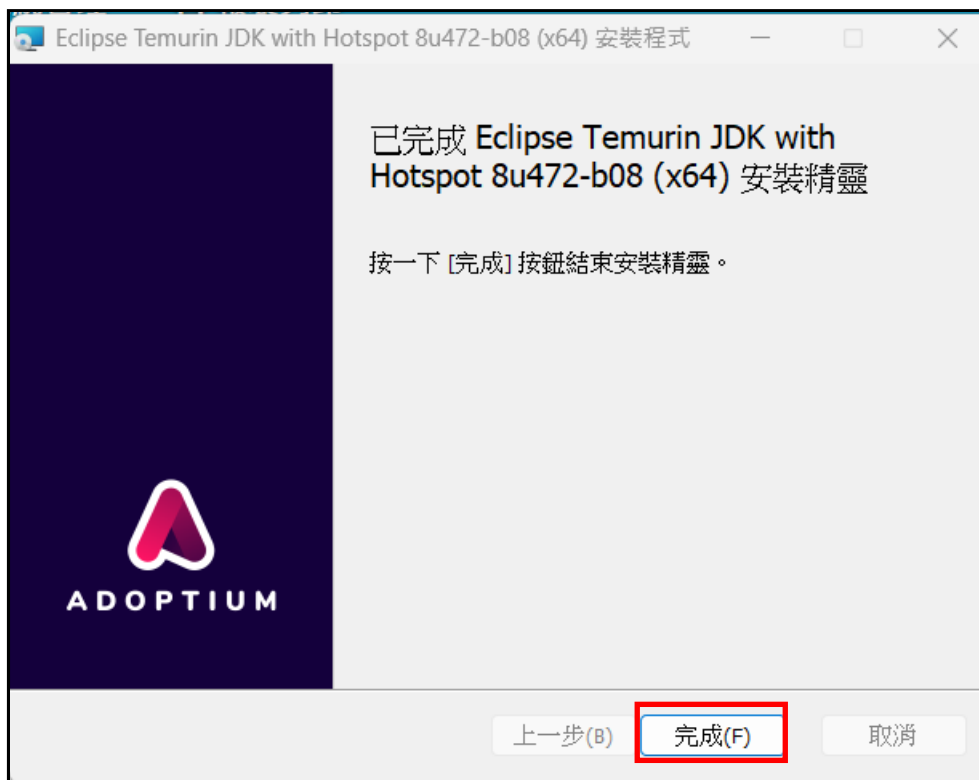 Eclipse Temurin JDK with Hotspot 8u472-b08 (x64) 安裝程式
已完成 Eclipse Temurin JDK with
Hotspot 8u472-b08 (x64) 安裝精靈
按一下 [完成] 按鈕結束安裝精靈。
ADOPTIUM
上一步(B)
完成(F)
取消